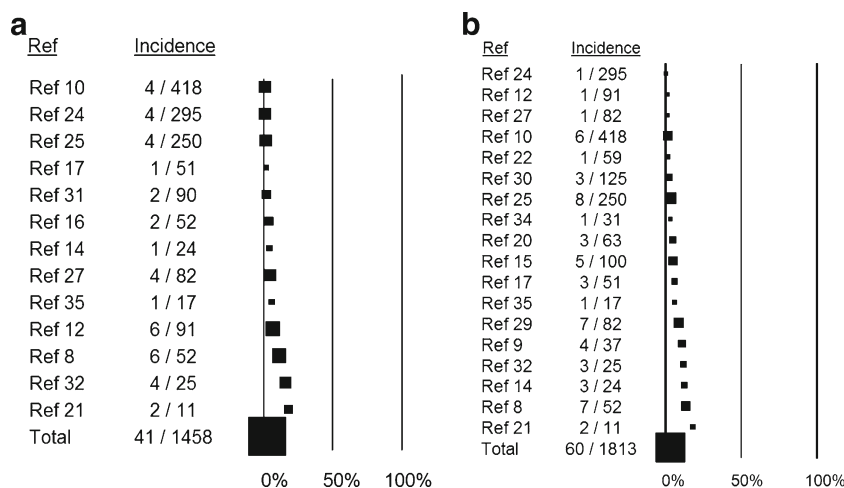 a
Ref Incidence
Ref 10 4 / 418
Ref 24 4 / 295
Ref 25 4 / 250
Ref 17 1 / 51
Ref 31 2 / 90
Ref 16 2 / 52
Ref 14 1 / 24
Ref 27 4 / 82
Ref 35 1 / 17
Ref 12 6 / 91
Ref 8 6 / 52
Ref 32 4 / 25
Ref 21 2 / 11
Total 41 / 1458
0% 50% 100%
b
Ref Incidence
Ref 24 1 / 295
Ref 12 1 / 91
Ref 27 1 / 82
Ref 10 6 / 418
Ref 22 1 / 59
Ref 30 3 / 125
Ref 25 8 / 250
Ref 34 1 / 31
Ref 20 3 / 63
Ref 15 5 / 100
Ref 17 3 / 51
Ref 35 1 / 17
Ref 29 7 / 82
Ref 9 4 / 37
Ref 32 3 / 25
Ref 14 3 / 24
Ref 8 7 / 52
Ref 21 2 / 11
Total 60 / 1813
0% 50% 100%